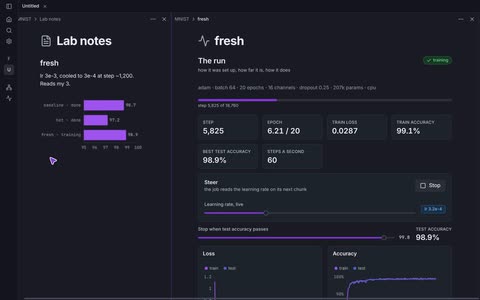 Untitled
MNIST > Lab notes
MNIST > fresh
Lab notes
fresh
lr 3e-3, cooled to 3e-4 at step ~1,200.
Reads my 3.
baseline · done
98.7
hot · done
97.2
fresh · training
98.9
95 96 97 98 99 100
fresh
The run
how it was set up, how far it is, how it does
training
adam · batch 64 · 20 epochs · 16 channels · dropout 0.25 · 207k params · cpu
step 5,825 of 18,760
STEP
5,825
EPOCH
6.21 / 20
TRAIN LOSS
0.0287
TRAIN ACCURACY
99.1%
BEST TEST ACCURACY
98.9%
STEPS A SECOND
60
Steer
the job reads the learning rate on its next chunk
Stop
Learning rate, live
3.2e-4
Stop when test accuracy passes
99.8
TEST ACCURACY
98.9%
Loss
train test
1.2
1
Accuracy
train test
100%
90%